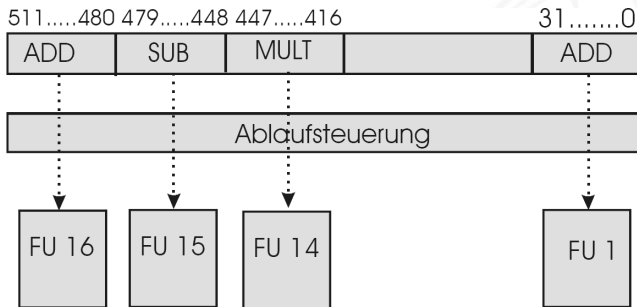 511.....480 479.....448 447.....416 31.......0
ADD SUB MULT ADD
Ablaufsteuerung
FU 16 FU 15 FU 14 FU 1